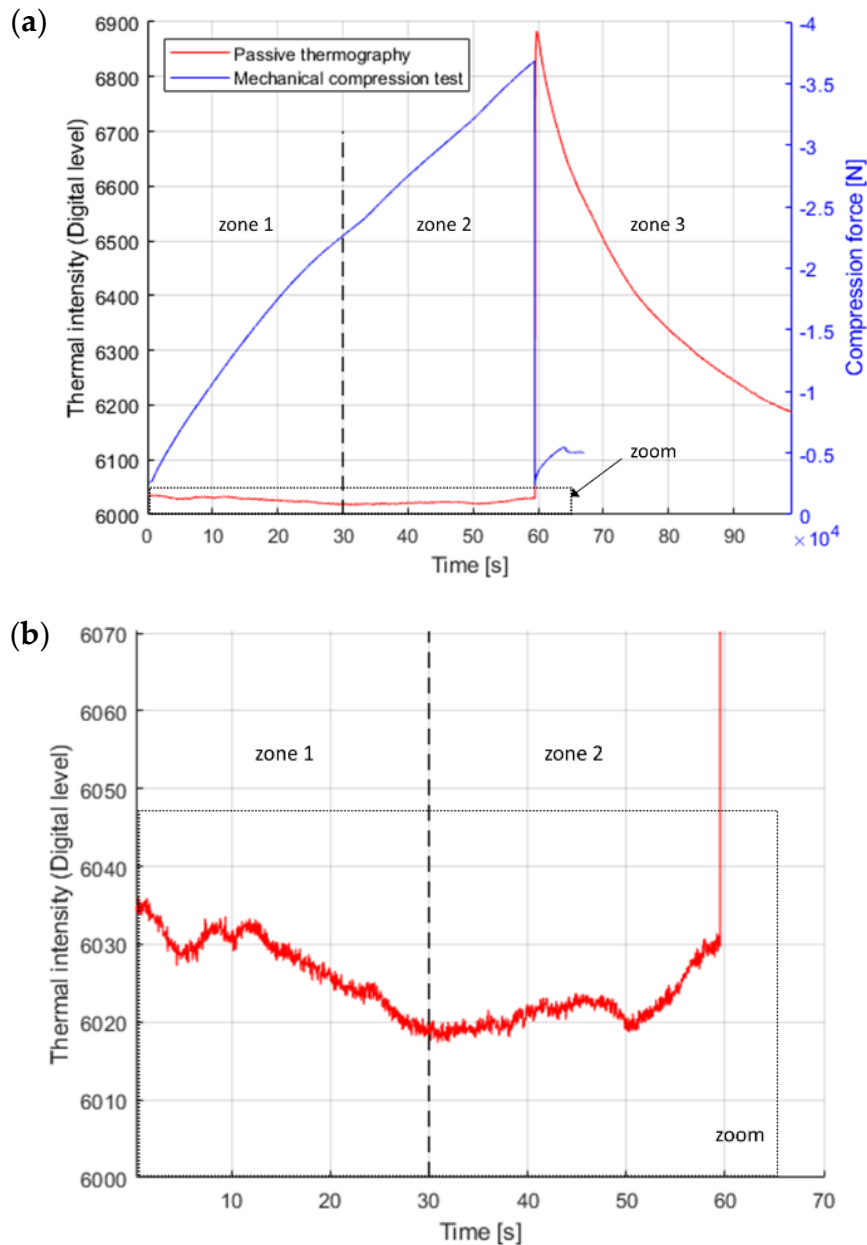 (a)
6900
6800
6700
6600
6500
6400
6300
6200
6100
6000
Thermal intensity (Digital level)
Passive thermography
Mechanical compression test
zone 1
zone 2
zone 3
zoom
-4
-3.5
-3
-2.5
-2
-1.5
-1
-0.5
0
×10^4
Compression force [N]
0 10 20 30 40 50 60 70 80 90
Time [s]
(b)
6070
6060
6050
6040
6030
6020
6010
6000
Thermal intensity (Digital level)
zone 1
zone 2
zoom
10 20 30 40 50 60 70
Time [s]